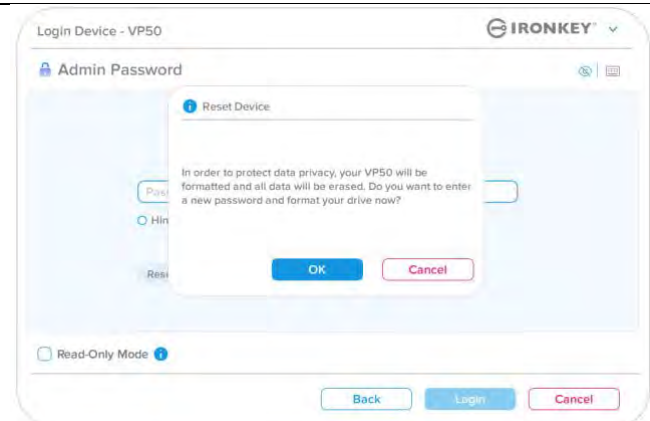 Login Device - VP50
IRONKEY
Admin Password
Reset Device
In order to protect data privacy, your VP50 will be
formatted and all data will be erased. Do you want to enter
a new password and format your drive now?
OK Cancel
Read-Only Mode
Back Login Cancel